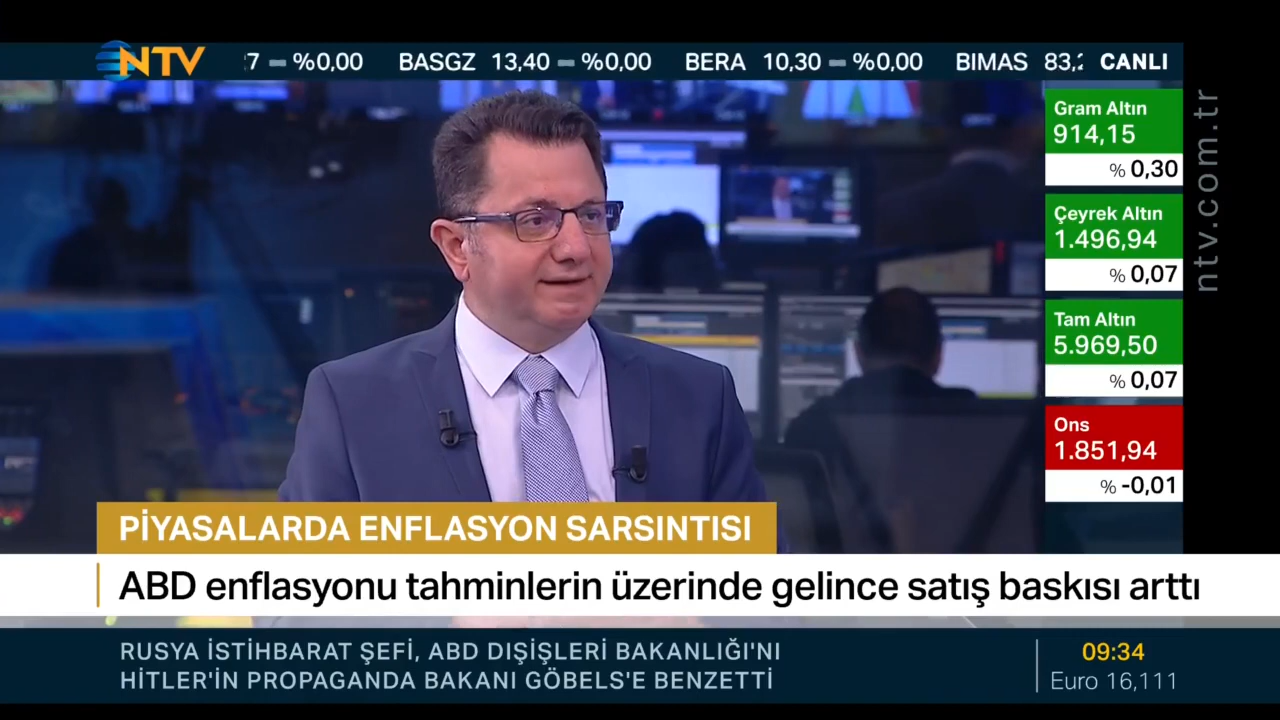 NTV
7 %0,00 BASGZ 13,40 %0,00 BERA 10,30 %0,00 BIMAS 83,2 CANLI
ntv.com.tr
Gram Altın
914,15
% 0,30
Çeyrek Altın
1.496,94
% 0,07
Tam Altın
5.969,50
% 0,07
Ons
1.851,94
% -0,01
PİYASALARDA ENFLASYON SARSINTISI
ABD enflasyonu tahminlerin üzerinde gelince satış baskısı arttı
RUSYA İSTİHBARAT ŞEFİ, ABD DIŞİŞLERİ BAKANLIĞI'NI
HİTLER'İN PROPAGANDA BAKANI GÖBELS'E BENZETTİ
09:34
Euro 16,111